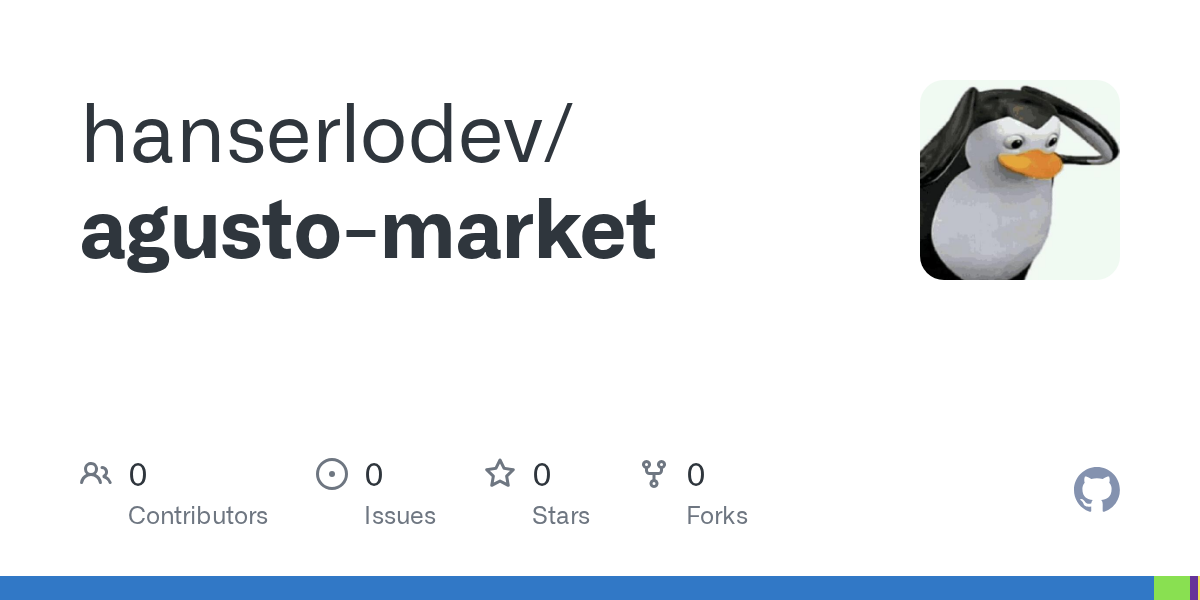 hanserlodev/
agusto-market
0
Contributors
0
Issues
0
Stars
0
Forks